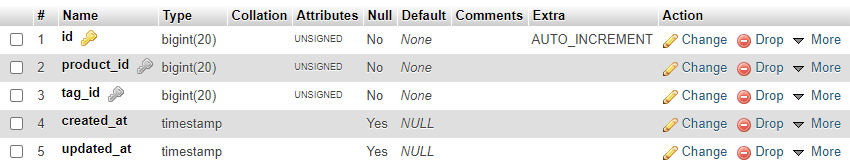 # Name Type Collation Attributes Null Default Comments Extra Action
1 id bigint(20) UNSIGNED No None AUTO_INCREMENT Change Drop More
2 product_id bigint(20) UNSIGNED No None Change Drop More
3 tag_id bigint(20) UNSIGNED No None Change Drop More
4 created_at timestamp Yes NULL Change Drop More
5 updated_at timestamp Yes NULL Change Drop More